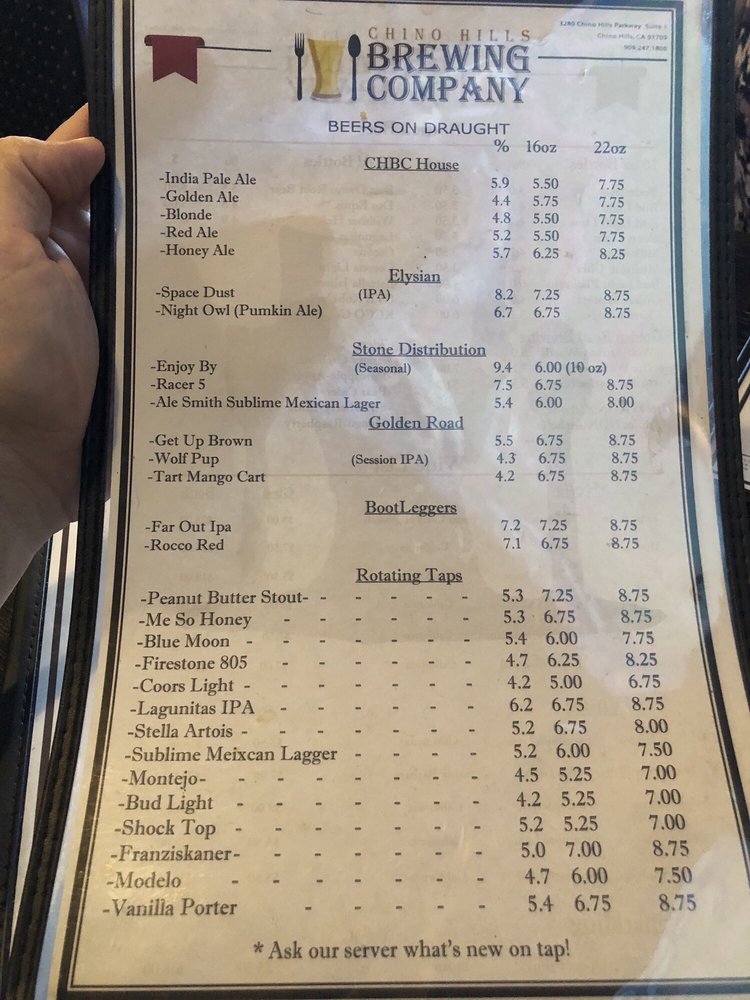 3280 Chino Hills Parkway Suite 1
Chino Hills, CA 91709
909.247.1800
CHINO HILLS
BREWING
COMPANY
BEERS ON DRAUGHT
% 16oz 22oz
CHBC House
-India Pale Ale 5.9 5.50 7.75
-Golden Ale 4.4 5.75 7.75
-Blonde 4.8 5.50 7.75
-Red Ale 5.2 5.50 7.75
-Honey Ale 5.7 6.25 8.25
Elysian
-Space Dust (IPA) 8.2 7.25 8.75
-Night Owl (Pumkin Ale) 6.7 6.75 8.75
Stone Distribution
-Enjoy By (Seasonal) 9.4 6.00 (10 oz)
-Racer 5 7.5 6.75 8.75
-Ale Smith Sublime Mexican Lager 5.4 6.00 8.00
Golden Road
-Get Up Brown 5.5 6.75 8.75
-Wolf Pup (Session IPA) 4.3 6.75 8.75
-Tart Mango Cart 4.2 6.75 8.75
BootLeggers
-Far Out Ipa 7.2 7.25 8.75
-Rocco Red 7.1 6.75 8.75
Rotating Taps
-Peanut Butter Stout- - - - - - 5.3 7.25 8.75
-Me So Honey - - - - - - 5.3 6.75 8.75
-Blue Moon - - - - - - - 5.4 6.00 7.75
-Firestone 805 - - - - - - 4.7 6.25 8.25
-Coors Light - - - - - - - 4.2 5.00 6.75
-Lagunitas IPA - - - - - - 6.2 6.75 8.75
-Stella Artois - - - - - - - 5.2 6.75 8.00
-Sublime Meixcan Lagger - - - - 5.2 6.00 7.50
-Montejo- - - - - - - - 4.5 5.25 7.00
-Bud Light - - - - - - - 4.2 5.25 7.00
-Shock Top - - - - - - - 5.2 5.25 7.00
-Franziskaner- - - - - - - 5.0 7.00 8.75
-Modelo - - - - - - - 4.7 6.00 7.50
-Vanilla Porter - - - - - 5.4 6.75 8.75
* Ask our server what's new on tap!